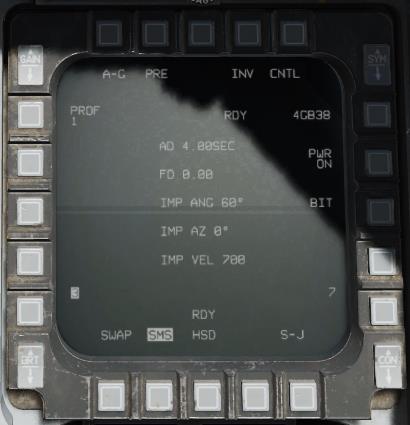 GAIN
SYM
A-G PRE INV CNTL
PROF
1
RDY
4GB38
AD 4.00SEC
PWR
ON
FD 0.00
IMP ANG 60°
BIT
IMP AZ 0°
IMP VEL 700
3
7
RDY
SWAP SMS HSD S-J
BRT
CON